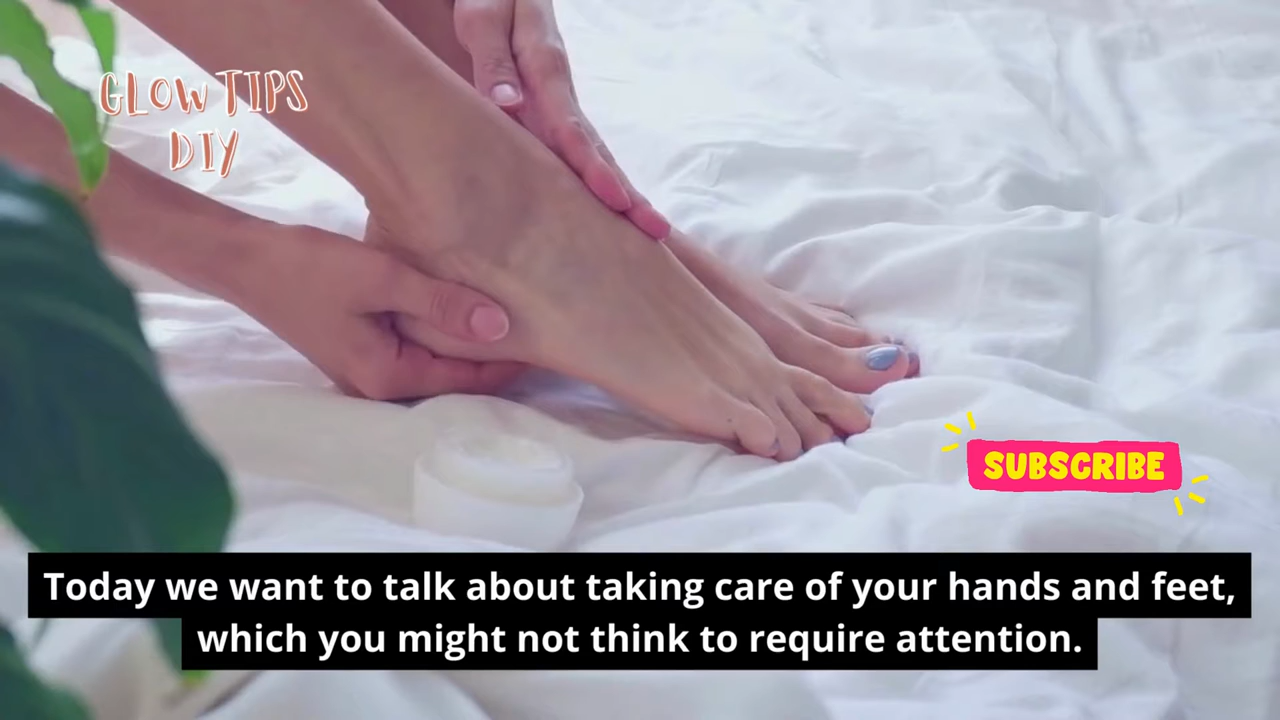 GLOW TIPS
DIY
SUBSCRIBE
Today we want to talk about taking care of your hands and feet,
which you might not think to require attention.